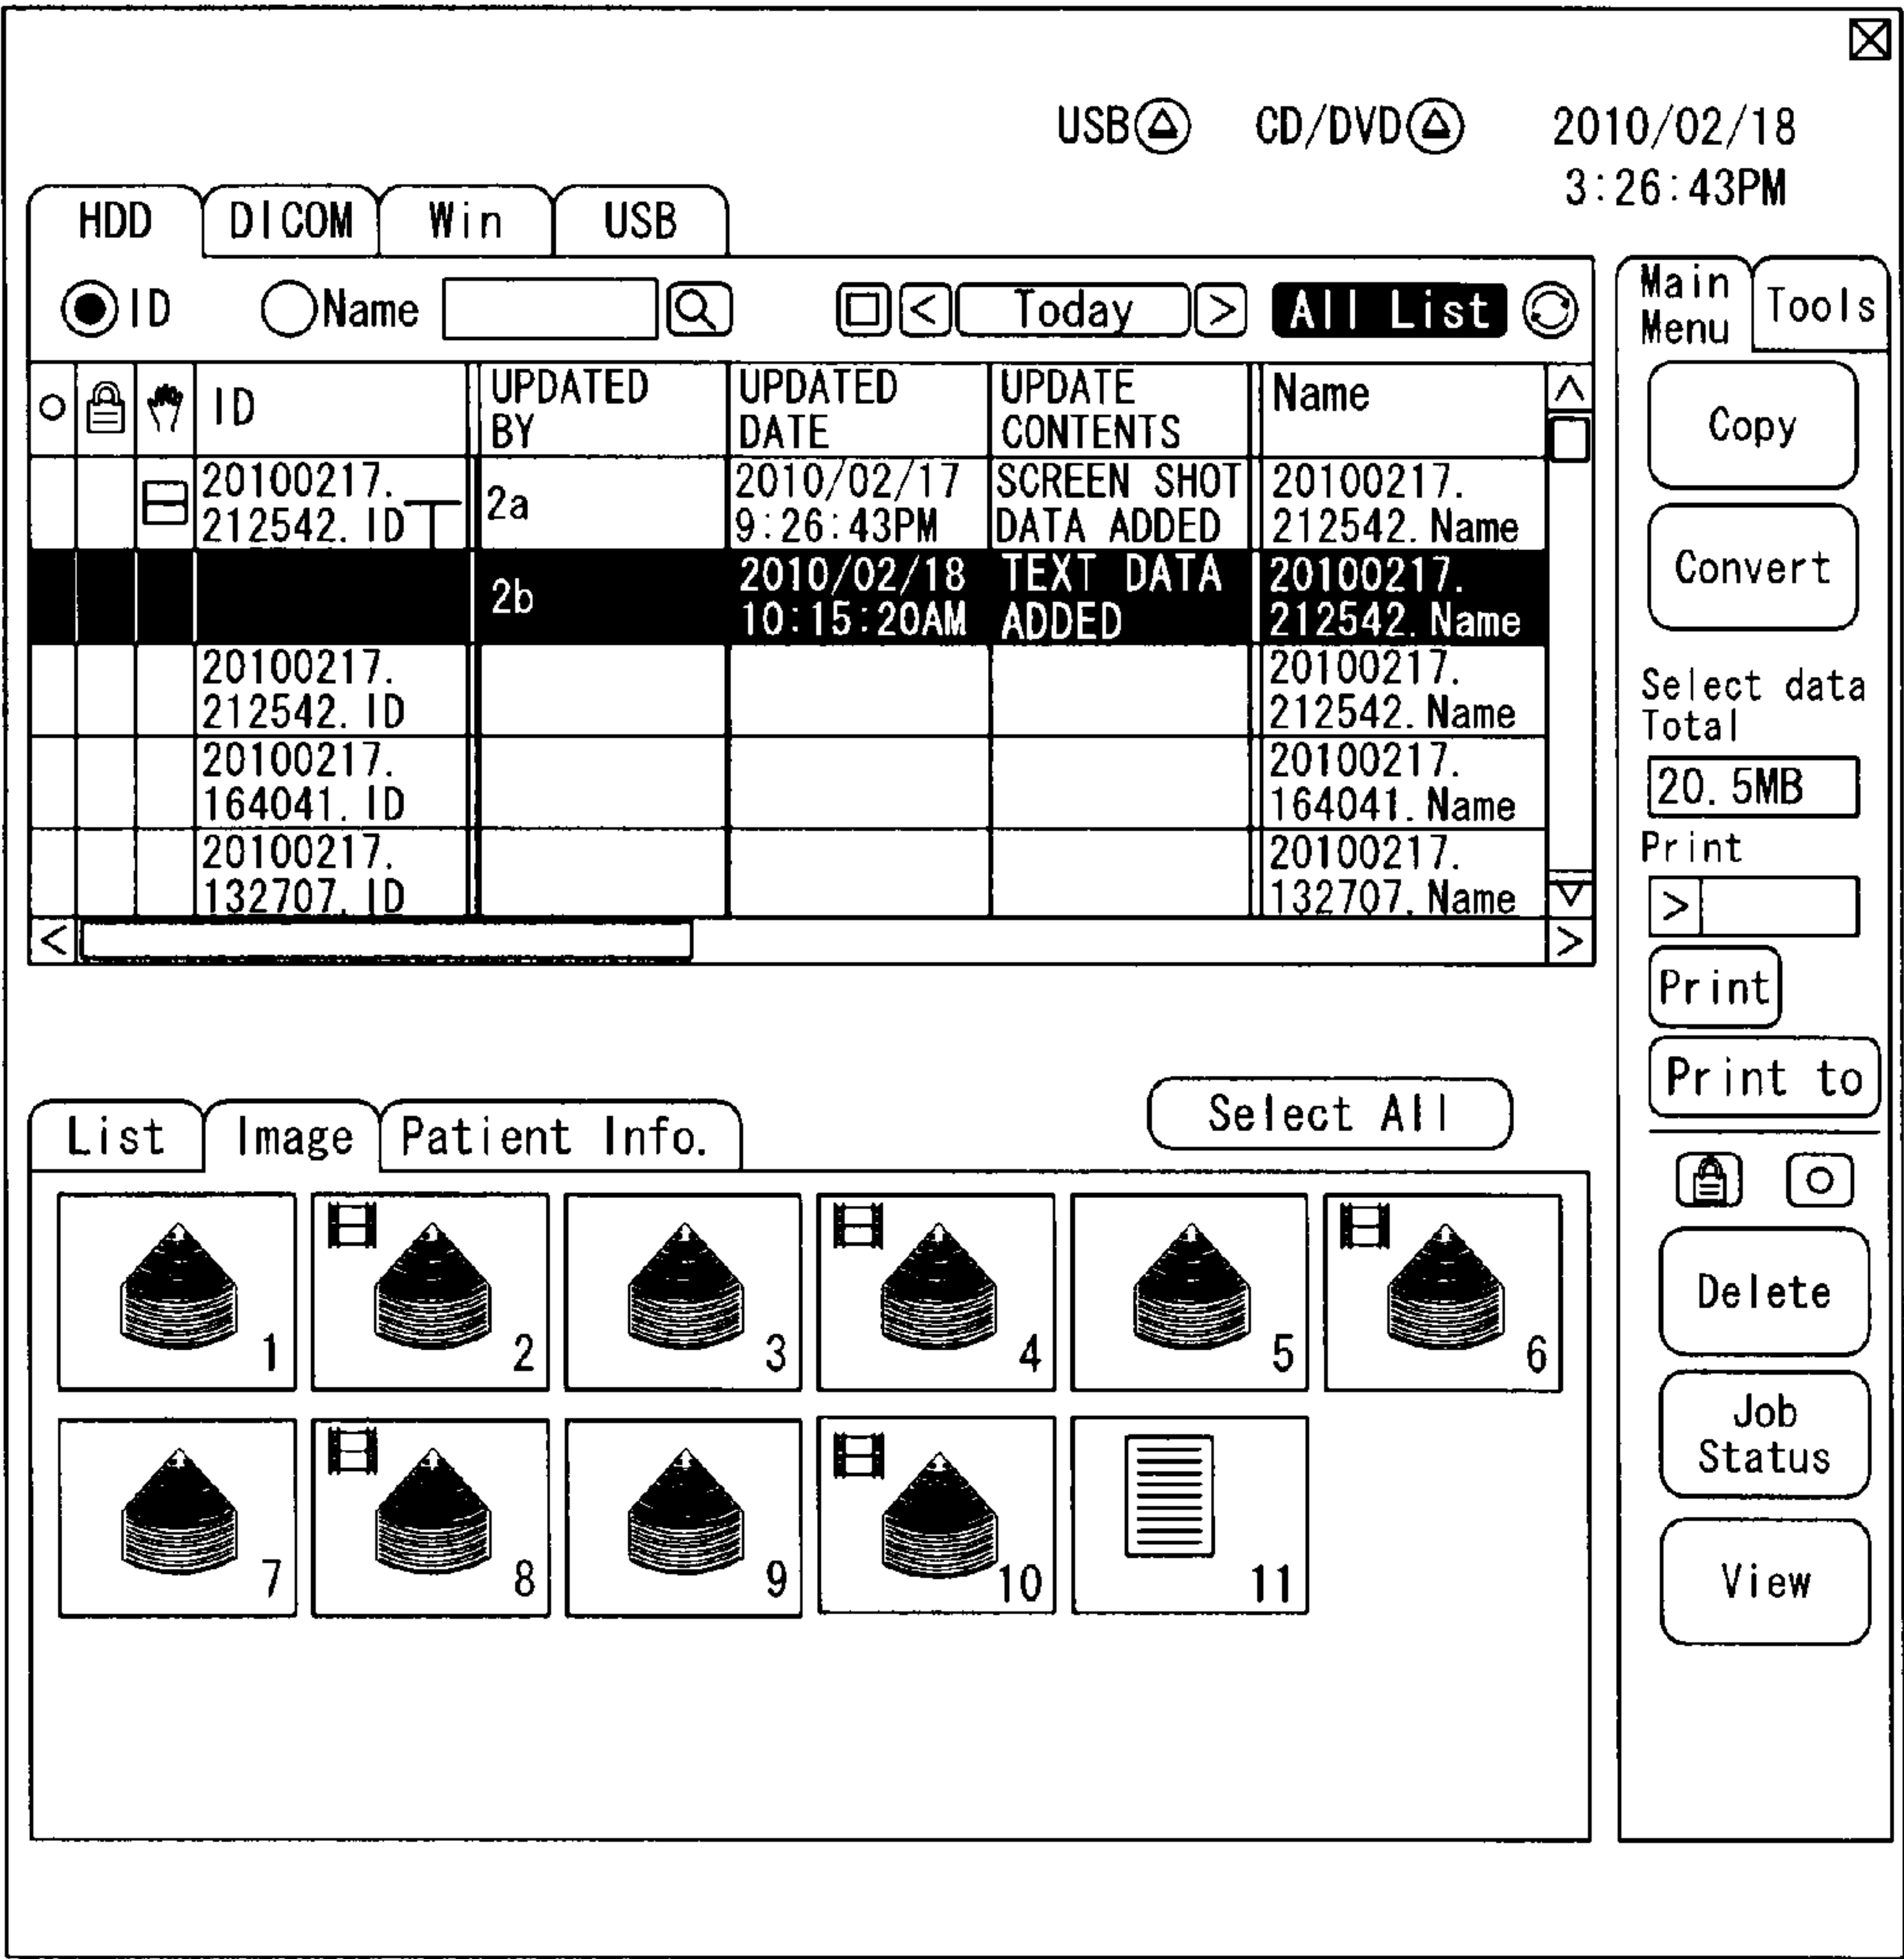 USB CD/DVD 2010/02/18
3:26:43PM
HDD DICOM Win USB
ID Name < Today > All List
Main Menu Tools
ID UPDATED BY UPDATED DATE UPDATE CONTENTS Name
20100217. 212542. ID 2a 2010/02/17 9:26:43PM SCREEN SHOT DATA ADDED 20100217. 212542. Name
2b 2010/02/18 10:15:20AM TEXT DATA ADDED 20100217. 212542. Name
20100217. 212542. ID 20100217. 212542. Name
20100217. 164041. ID 20100217. 164041. Name
20100217. 132707. ID 20100217. 132707. Name
< >
Copy
Convert
Select data
Total
20. 5MB
Print
>
Print
Print to
Delete
Job
Status
View
List Image Patient Info. Select All
1 2 3 4 5 6
7 8 9 10 11